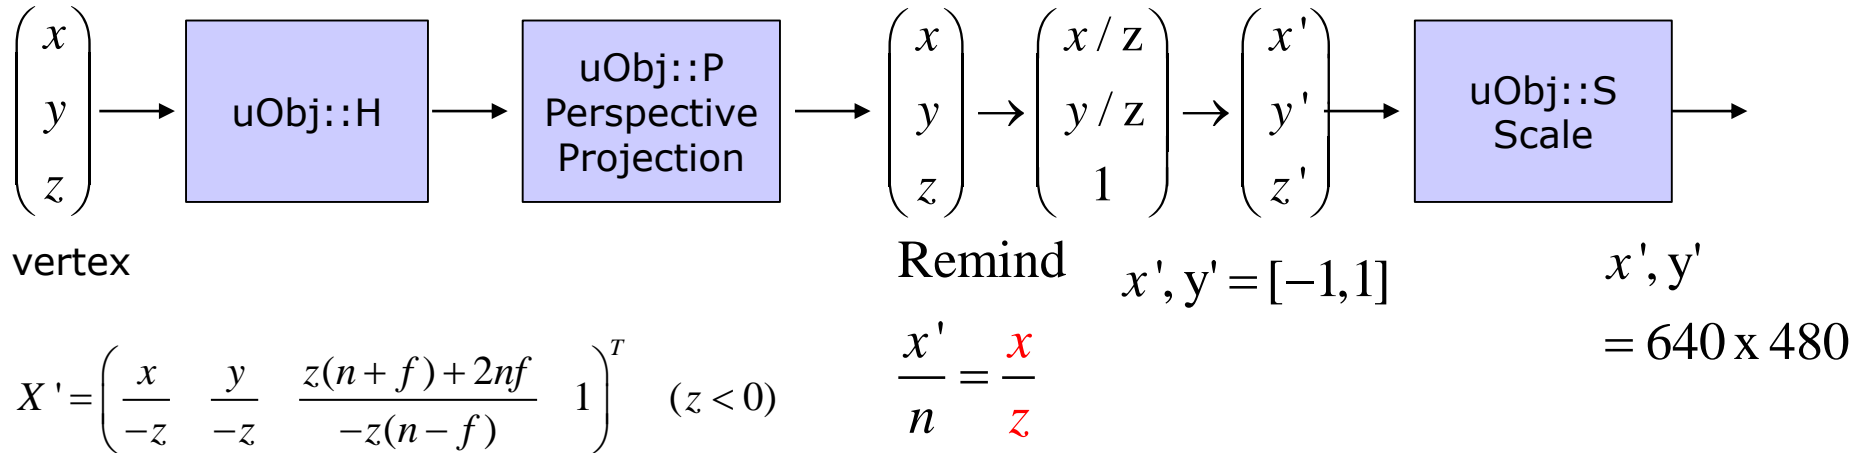 ( x y z )
uObj::H
uObj::P
Perspective
Projection
( x y z ) → ( x / z y / z 1 ) → ( x' y' z' )
uObj::S
Scale
vertex
Remind
x', y' = [−1,1]
x', y'
= 640 x 480
X' = ( x/−z y/−z z(n + f) + 2nf/−z(n − f) 1 )^T (z < 0)
x'/n = x/z